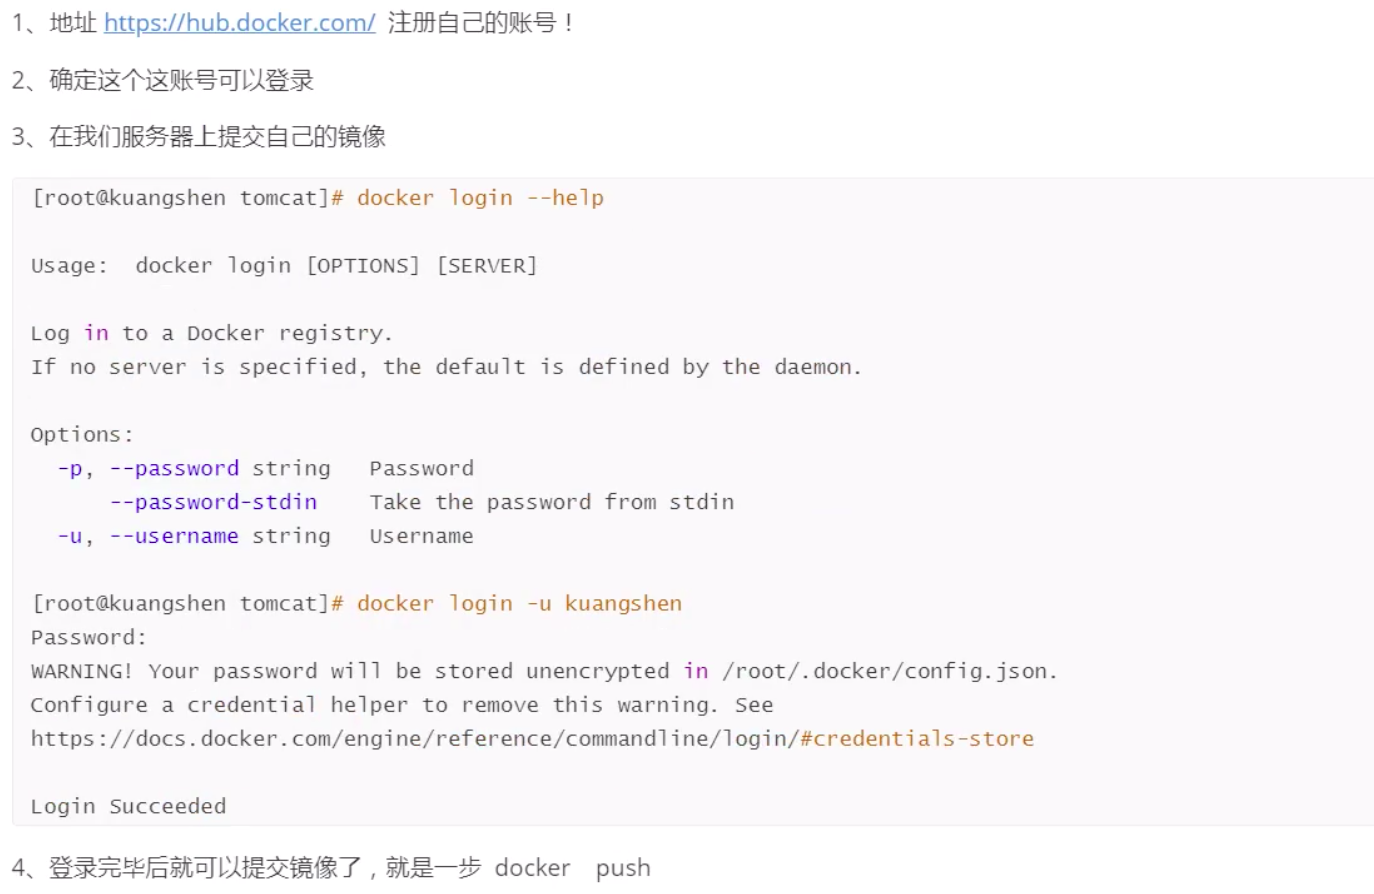 1、地址 https://hub.docker.com/ 注册自己的账号！
2、确定这个这账号可以登录
3、在我们服务器上提交自己的镜像
[root@kuangshen tomcat]# docker login --help
Usage:  docker login [OPTIONS] [SERVER]
Log in to a Docker registry.
If no server is specified, the default is defined by the daemon.
Options:
  -p, --password string   Password
      --password-stdin    Take the password from stdin
  -u, --username string   Username
[root@kuangshen tomcat]# docker login -u kuangshen
Password:
WARNING! Your password will be stored unencrypted in /root/.docker/config.json.
Configure a credential helper to remove this warning. See
https://docs.docker.com/engine/reference/commandline/login/#credentials-store
Login Succeeded
4、登录完毕后就可以提交镜像了，就是一步 docker  push